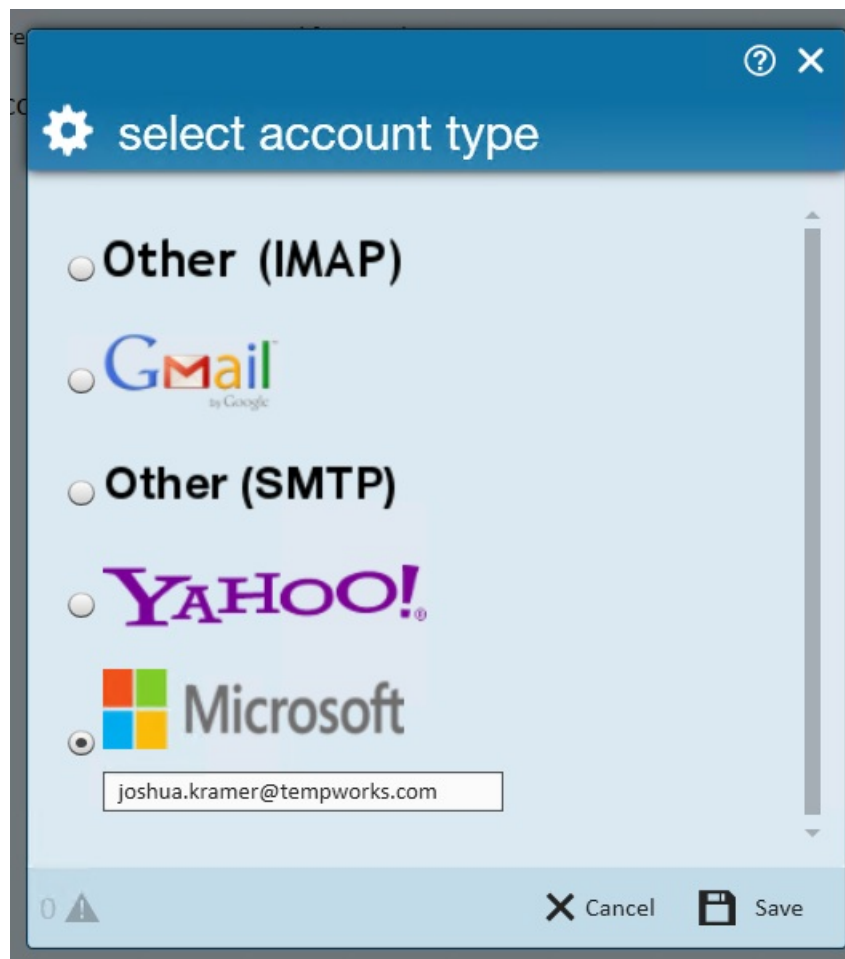 select account type
Other (IMAP)
Gmail
by Google
Other (SMTP)
YAHOO!
Microsoft
joshua.kramer@tempworks.com
0
Cancel
Save